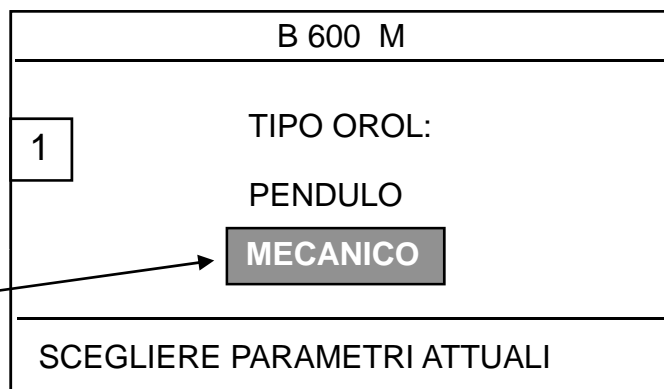 B 600 M
1
TIPO OROL:
PENDULO
MECANICO
SCEGLIERE PARAMETRI ATTUALI